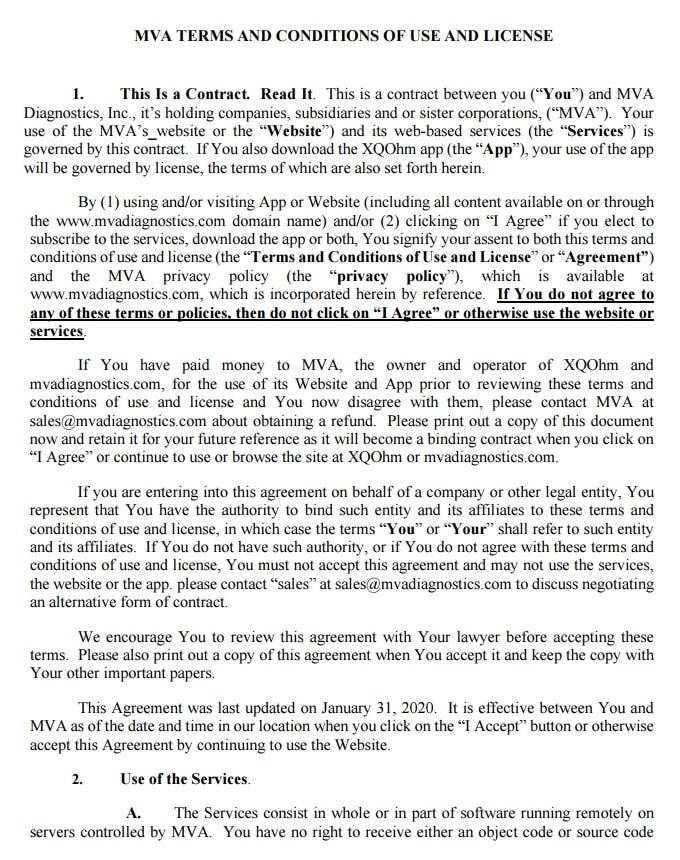 MVA TERMS AND CONDITIONS OF USE AND LICENSE
1. This Is a Contract. Read It. This is a contract between you (“You”) and MVA
Diagnostics, Inc., it’s holding companies, subsidiaries and or sister corporations, (“MVA”). Your
use of the MVA’s website or the “Website”) and its web-based services (the “Services”) is
governed by this contract. If You also download the XQOhm app (the “App”), your use of the app
will be governed by license, the terms of which are also set forth herein.
By (1) using and/or visiting App or Website (including all content available on or through
the www.mvadiagnostics.com domain name) and/or (2) clicking on “I Agree” if you elect to
subscribe to the services, download the app or both, You signify your assent to both this terms and
conditions of use and license (the “Terms and Conditions of Use and License” or “Agreement”)
and the MVA privacy policy (the “privacy policy”), which is available at
www.mvadiagnostics.com, which is incorporated herein by reference. If You do not agree to
any of these terms or policies, then do not click on “I Agree” or otherwise use the website or
services.
If You have paid money to MVA, the owner and operator of XQOhm and
mvadiagnostics.com, for the use of its Website and App prior to reviewing these terms and
conditions of use and license and You now disagree with them, please contact MVA at
sales@mvadiagnostics.com about obtaining a refund. Please print out a copy of this document
now and retain it for your future reference as it will become a binding contract when you click on
“I Agree” or continue to use or browse the site at XQOhm or mvadiagnostics.com.
If you are entering into this agreement on behalf of a company or other legal entity, You
represent that You have the authority to bind such entity and its affiliates to these terms and
conditions of use and license, in which case the terms “You” or “Your” shall refer to such entity
and its affiliates. If You do not have such authority, or if You do not agree with these terms and
conditions of use and license, You must not accept this agreement and may not use the services,
the website or the app. please contact “sales” at sales@mvadiagnostics.com to discuss negotiating
an alternative form of contract.
We encourage You to review this agreement with Your lawyer before accepting these
terms. Please also print out a copy of this agreement when You accept it and keep the copy with
Your other important papers.
This Agreement was last updated on January 31, 2020. It is effective between You and
MVA as of the date and time in our location when you click on the “I Accept” button or otherwise
accept this Agreement by continuing to use the Website.
2. Use of the Services.
A. The Services consist in whole or in part of software running remotely on
servers controlled by MVA. You have no right to receive either an object code or source code